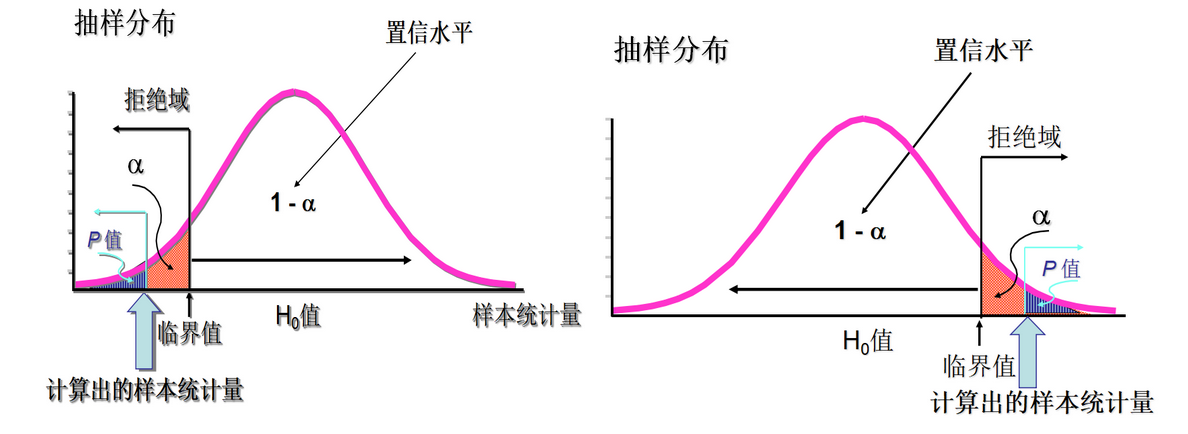 抽样分布
置信水平
拒绝域
α
1 - α
P值
临界值
H₀值
样本统计量
计算出的样本统计量
抽样分布
置信水平
拒绝域
1 - α
α
P值
H₀值
临界值
计算出的样本统计量